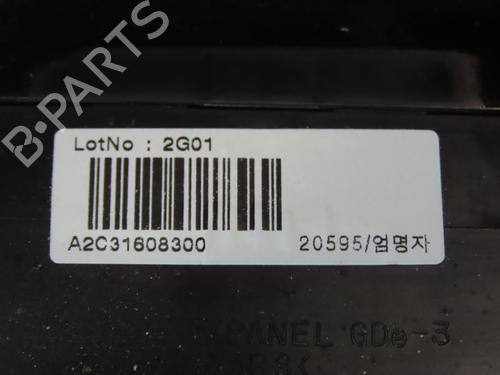 B-PARTS
LotNo : 2G01
A2C31608300 20595/엄명자
PANEL GDe-3